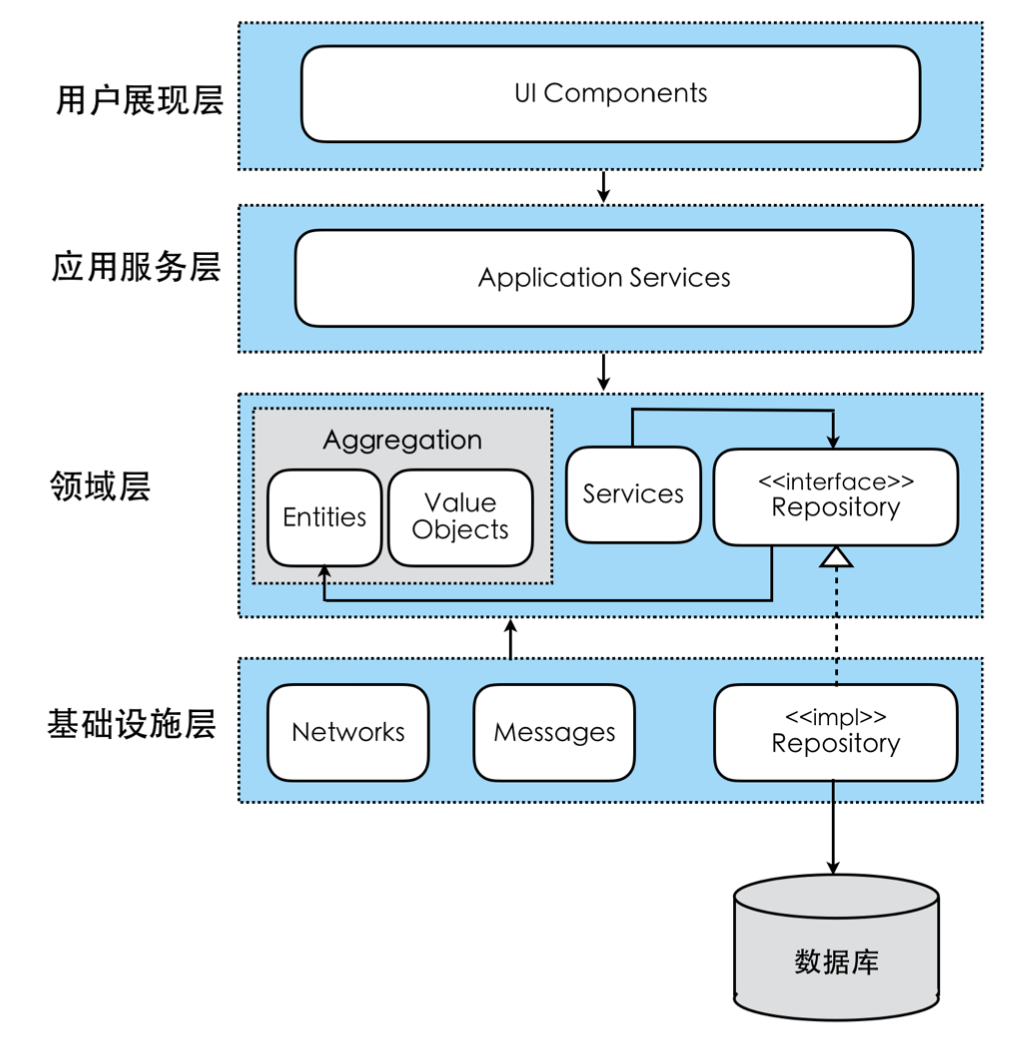 用户展现层
UI Components
应用服务层
Application Services
领域层
Aggregation
Entities
Value
Objects
Services
<<interface>>
Repository
基础设施层
Networks
Messages
<<impl>>
Repository
数据库